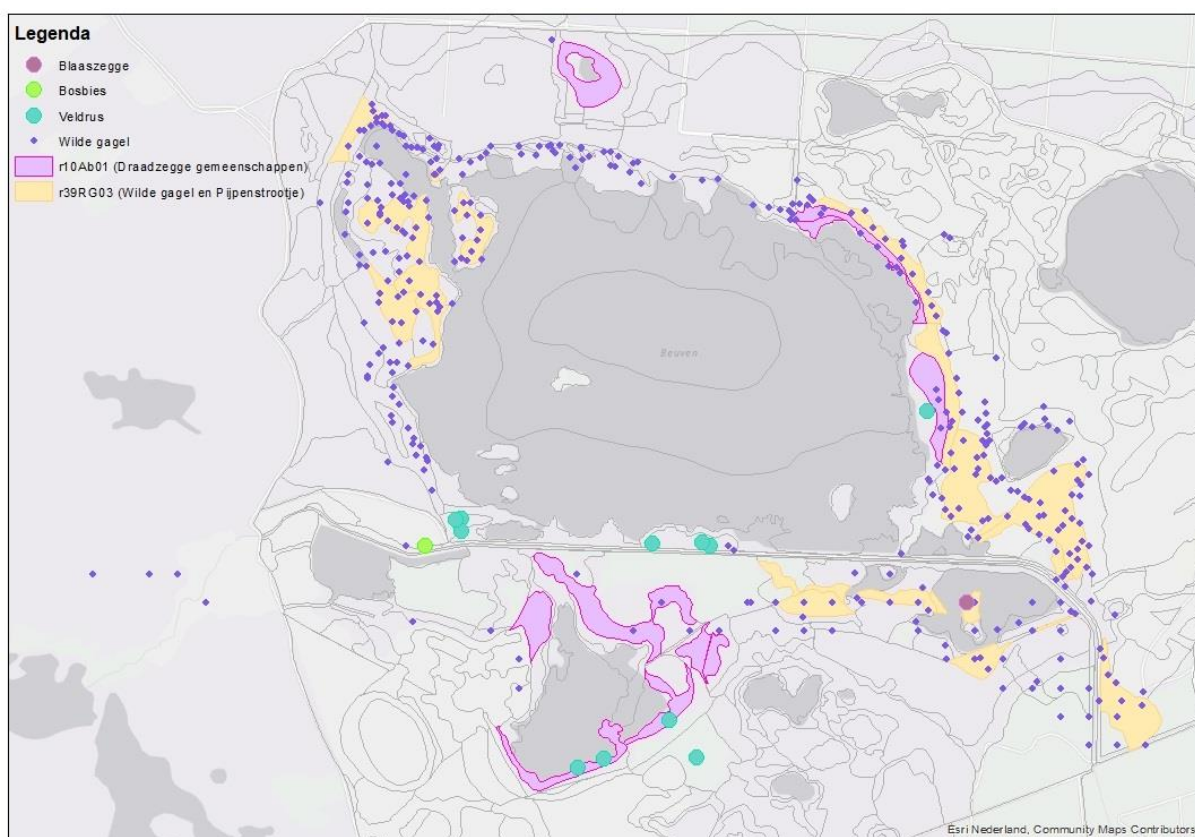 Legenda
Blaaszegge
Bosbies
Veldrus
Wilde gagel
r10Ab01 (Draadzegge gemeenschappen)
r39RG03 (Wilde gagel en Pijpenstrootje)
Beuven
Esri Nederland, Community Maps Contributors